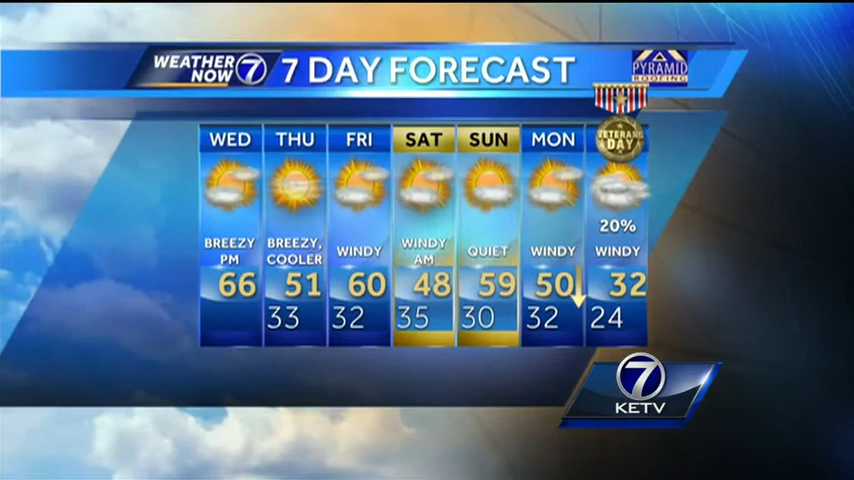 WEATHER
NOW 7
7 DAY FORECAST
PYRAMID
ROOFING
WED THU FRI SAT SUN MON
VETERANS
DAY
20%
BREEZY
PM
BREEZY,
COOLER
WINDY
WINDY
AM
QUIET
WINDY
WINDY
66 51 60 48 59 50 32
33 32 35 30 32 24
7
KETV